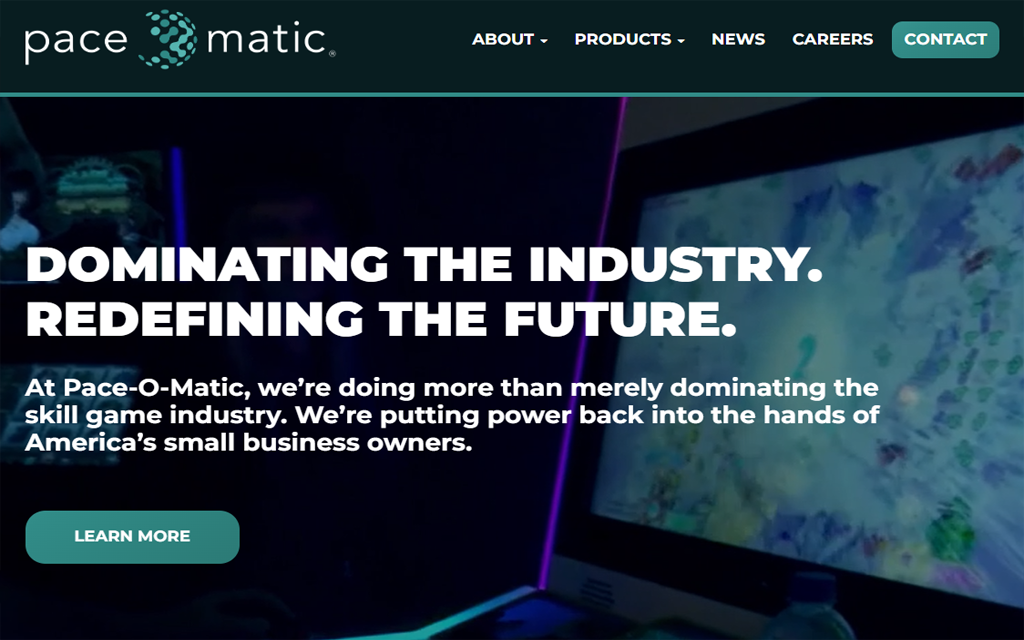 pace matic®
ABOUT
PRODUCTS
NEWS
CAREERS
CONTACT
DOMINATING THE INDUSTRY.
REDEFINING THE FUTURE.
At Pace-O-Matic, we’re doing more than merely dominating the
skill game industry. We’re putting power back into the hands of
America’s small business owners.
LEARN MORE